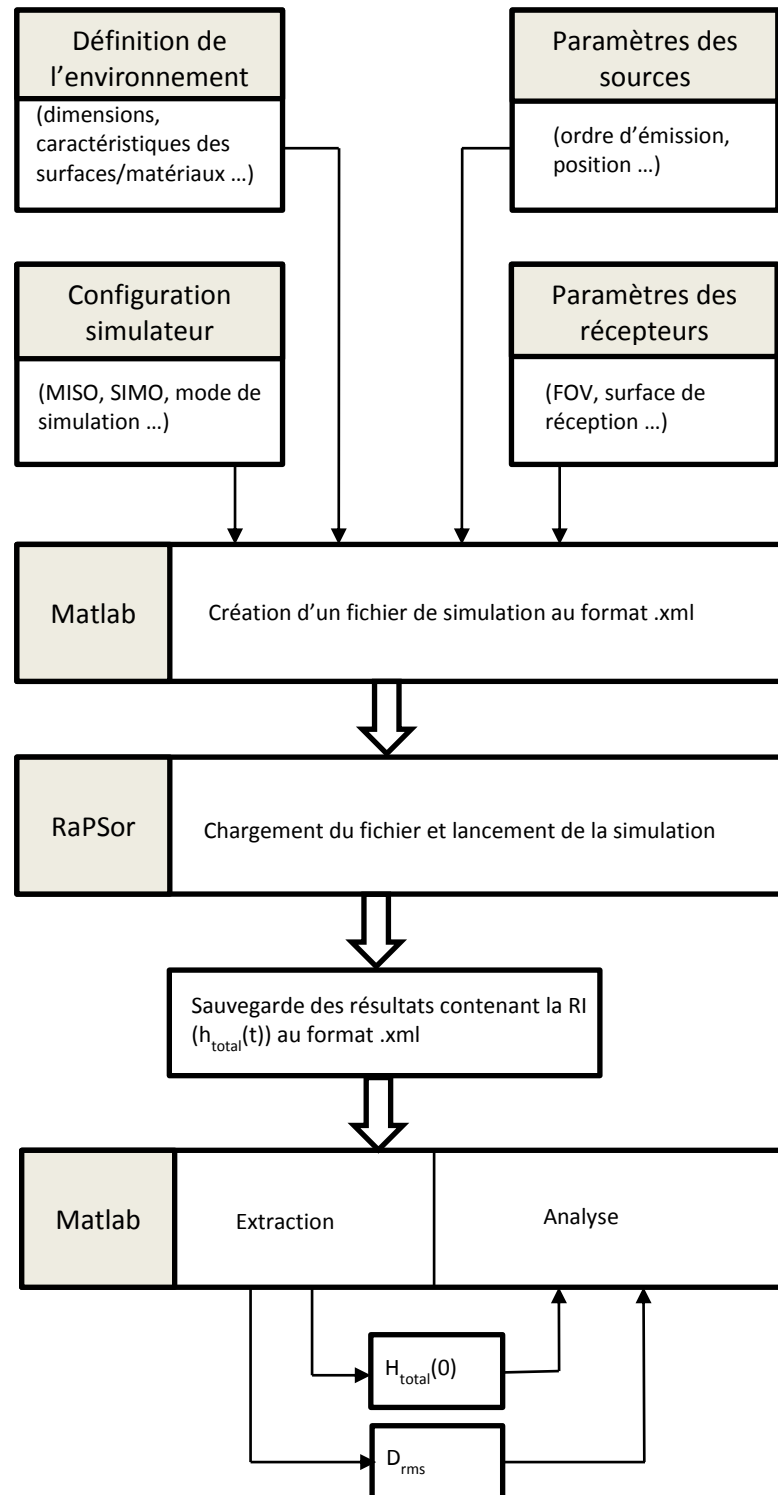 Définition de
l’environnement
(dimensions,
caractéristiques des
surfaces/matériaux …)
Paramètres des
sources
(ordre d’émission,
position …)
Configuration
simulateur
(MISO, SIMO, mode de
simulation …)
Paramètres des
récepteurs
(FOV, surface de
réception …)
Matlab
Création d’un fichier de simulation au format .xml
RaPSor
Chargement du fichier et lancement de la simulation
Sauvegarde des résultats contenant la RI
(h_total(t)) au format .xml
Matlab
Extraction
Analyse
H_total(0)
D_rms